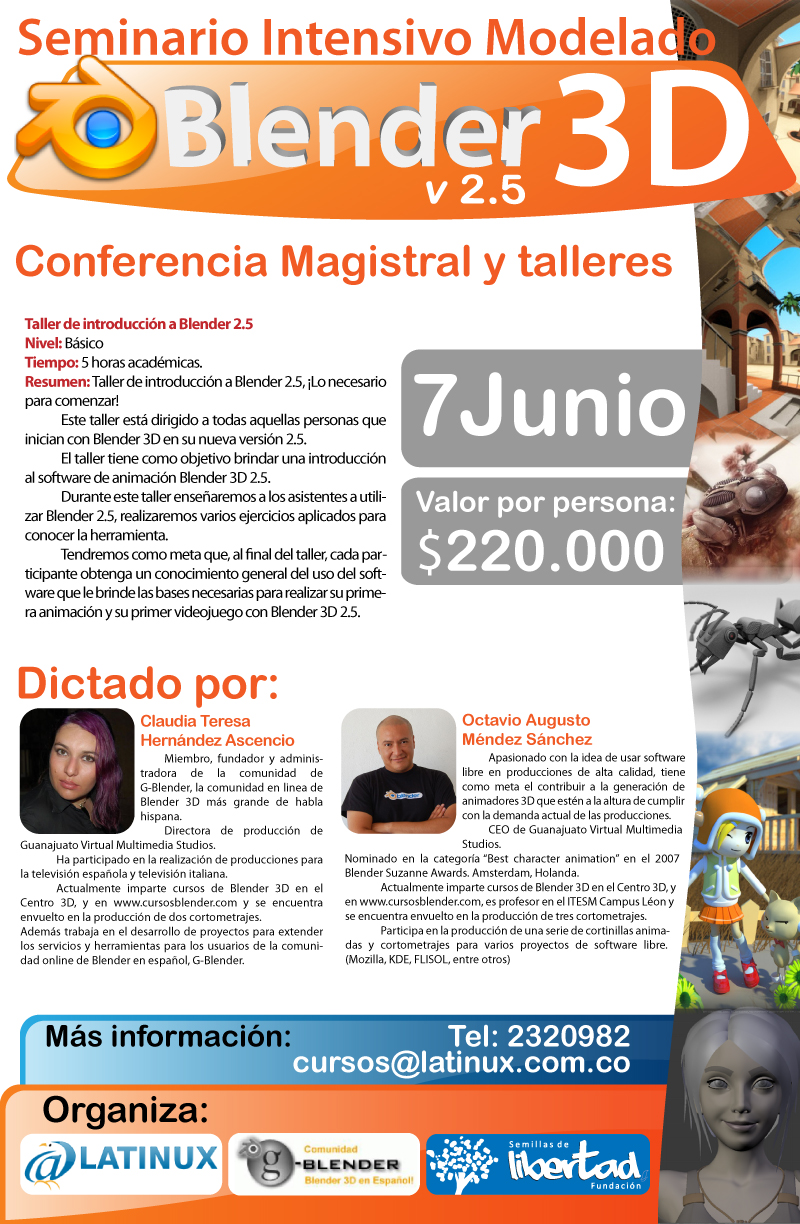 Seminario Intensivo Modelado
Blender 3D
v 2.5
Conferencia Magistral y talleres
Taller de introducción a Blender 2.5
Nivel: Básico
Tiempo: 5 horas académicas.
Resumen: Taller de introducción a Blender 2.5, ¡Lo necesario
para comenzar!
Este taller está dirigido a todas aquellas personas que
inician con Blender 3D en su nueva versión 2.5.
El taller tiene como objetivo brindar una introducción
al software de animación Blender 3D 2.5.
Durante este taller enseñaremos a los asistentes a utili-
zar Blender 2.5, realizaremos varios ejercicios aplicados para
conocer la herramienta.
Tendremos como meta que, al final del taller, cada par-
ticipante obtenga un conocimiento general del uso del soft-
ware que le brinde las bases necesarias para realizar su prime-
ra animación y su primer videojuego con Blender 3D 2.5.
7Junio
Valor por persona:
$220.000
Dictado por:
Claudia Teresa
Hernández Ascencio
Miembro, fundador y adminis-
tradora de la comunidad de
G-Blender, la comunidad en linea de
Blender 3D más grande de habla
hispana.
Directora de producción de
Guanajuato Virtual Multimedia Studios.
Ha participado en la realización de producciones para
la televisión española y televisión italiana.
Actualmente imparte cursos de Blender 3D en el
Centro 3D, y en www.cursosblender.com y se encuentra
envuelto en la producción de dos cortometrajes.
Además trabaja en el desarrollo de proyectos para extender
los servicios y herramientas para los usuarios de la comuni-
dad online de Blender en español, G-Blender.
blender
Octavio Augusto
Méndez Sánchez
Apasionado con la idea de usar software
libre en producciones de alta calidad, tiene
como meta el contribuir a la generación de
animadores 3D que estén a la altura de cumplir
con la demanda actual de las producciones.
CEO de Guanajuato Virtual Multimedia
Studios.
Nominado en la categoría “Best character animation” en el 2007
Blender Suzanne Awards. Amsterdam, Holanda.
Actualmente imparte cursos de Blender 3D en el Centro 3D, y
en www.cursosblender.com, es profesor en el ITESM Campus Léon y
se encuentra envuelto en la producción de tres cortometrajes.
Participa en la producción de una serie de cortinillas anima-
das y cortometrajes para varios proyectos de software libre.
(Mozilla, KDE, FLISOL, entre otros)
Más información:
Tel: 2320982
cursos@latinux.com.co
Organiza:
@LATINUX
Comunidad
g-BLENDER
Blender 3D en Español!
Semillas de
libertad
Fundación